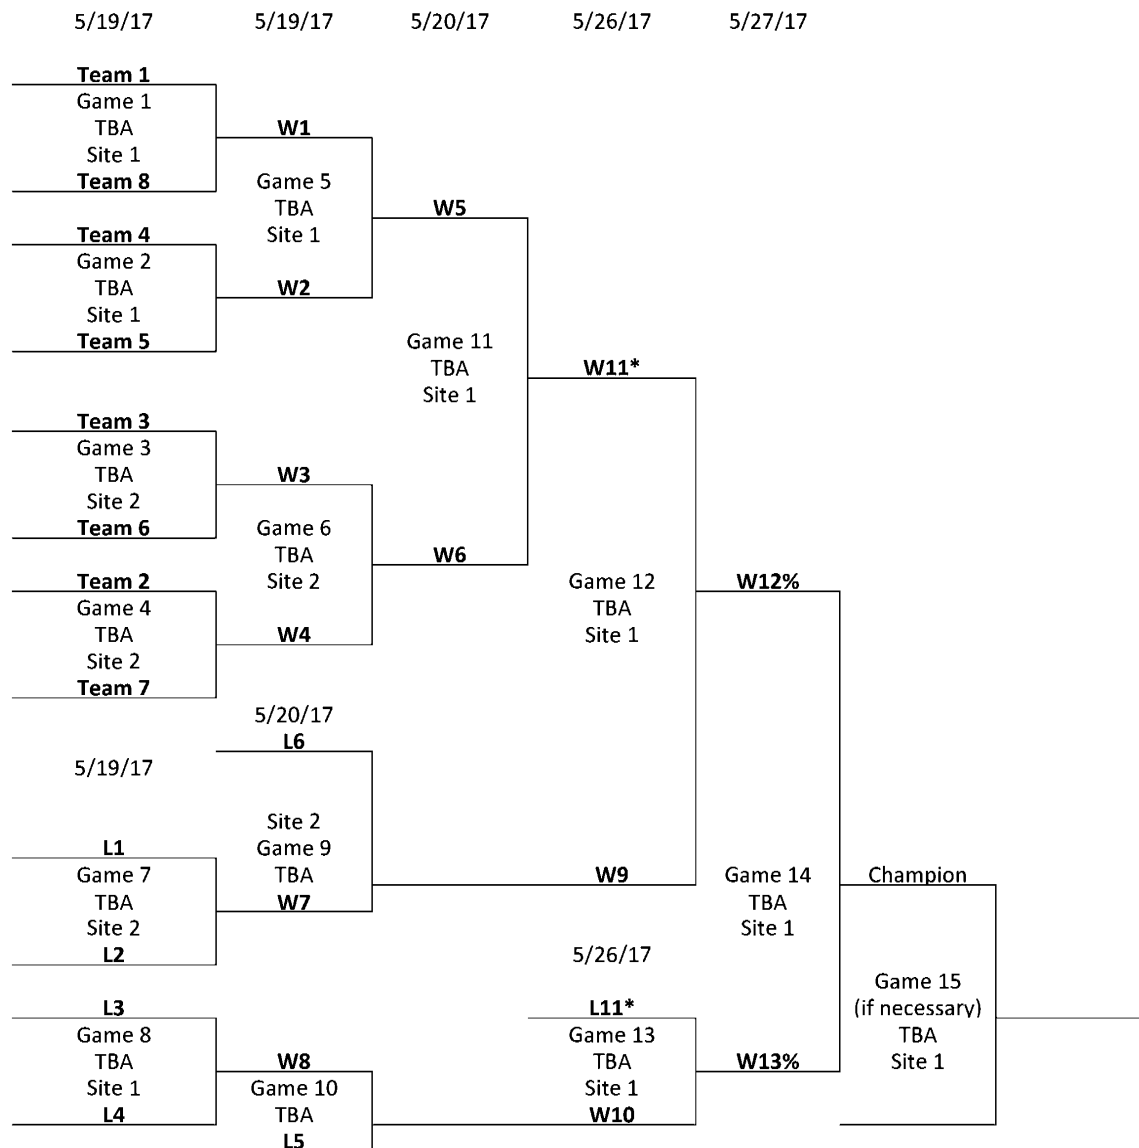 5/19/17 5/19/17 5/20/17 5/26/17 5/27/17
Team 1
Game 1
TBA
Site 1
Team 8
W1
Game 5
TBA
Site 1
W2
Team 4
Game 2
TBA
Site 1
Team 5
W5
Game 11
TBA
Site 1
W6
Team 3
Game 3
TBA
Site 2
Team 6
W3
Game 6
TBA
Site 2
W4
Team 2
Game 4
TBA
Site 2
Team 7
W11*
Game 12
TBA
Site 1
W9
5/20/17
L6
Site 2
Game 9
TBA
W7
5/19/17
L1
Game 7
TBA
Site 2
L2
L3
Game 8
TBA
Site 1
L4
W8
Game 10
TBA
L5
5/26/17
L11*
Game 13
TBA
Site 1
W10
W12%
Game 14
TBA
Site 1
W13%
Champion
Game 15
(if necessary)
TBA
Site 1